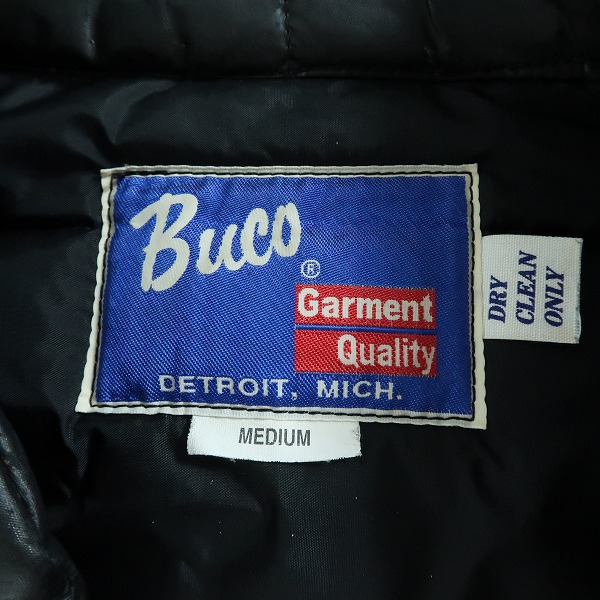 Buco
®
Garment
Quality
DETROIT, MICH.
MEDIUM
DRY
CLEAN
ONLY